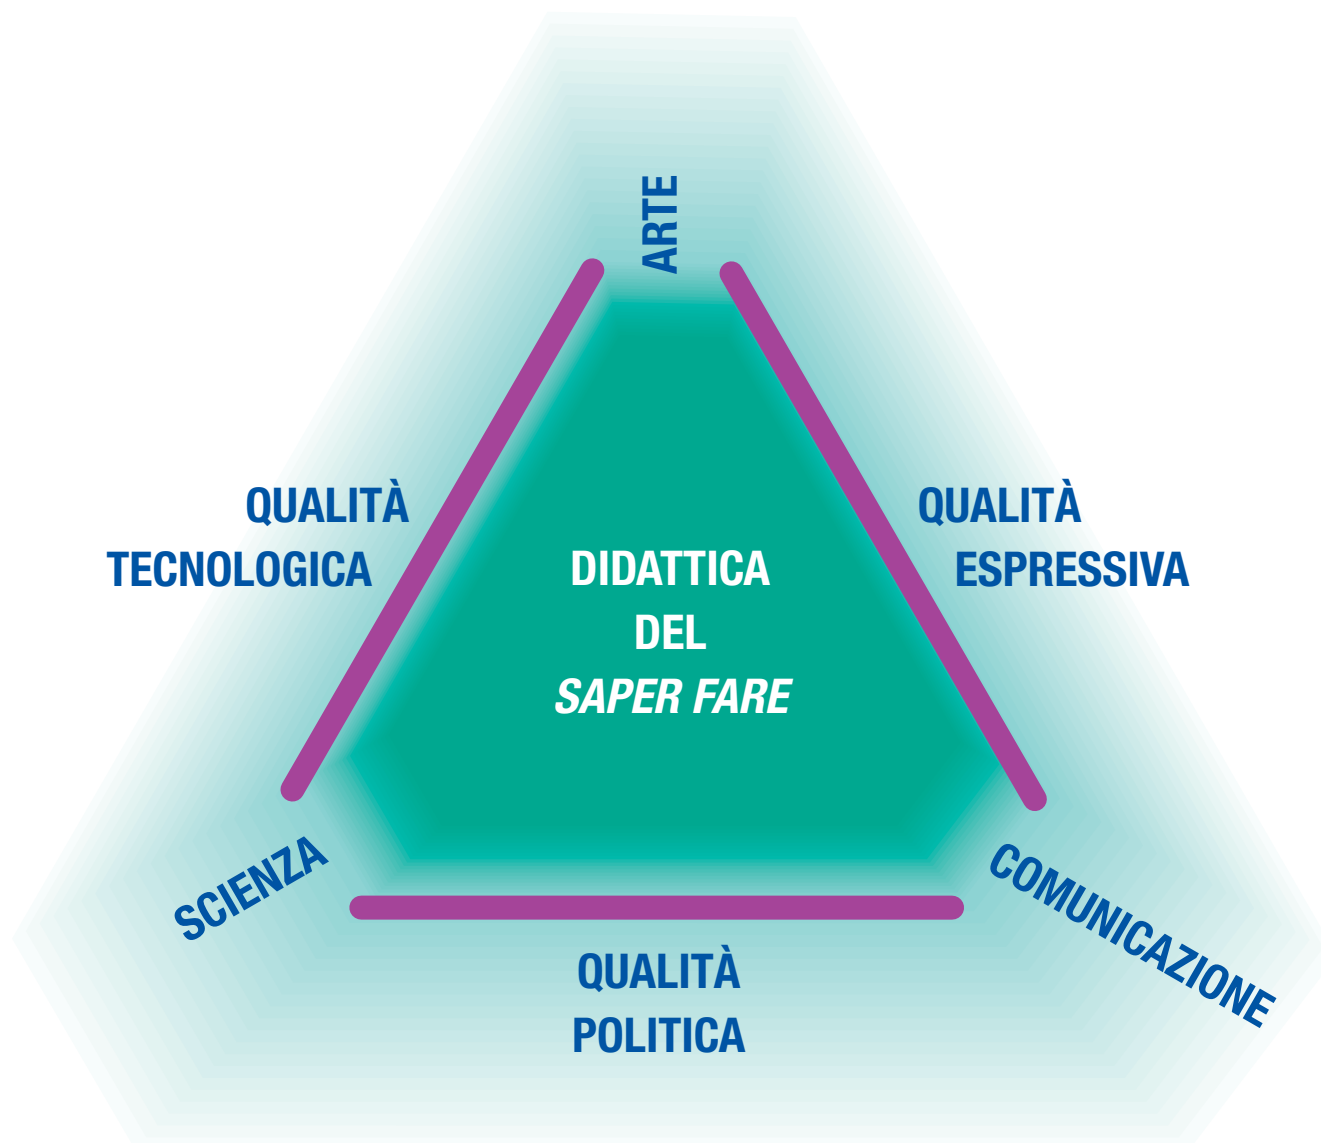 ARTE
QUALITÀ
TECNOLOGICA
QUALITÀ
ESPRESSIVA
DIDATTICA
DEL
SAPER FARE
SCIENZA
COMUNICAZIONE
QUALITÀ
POLITICA